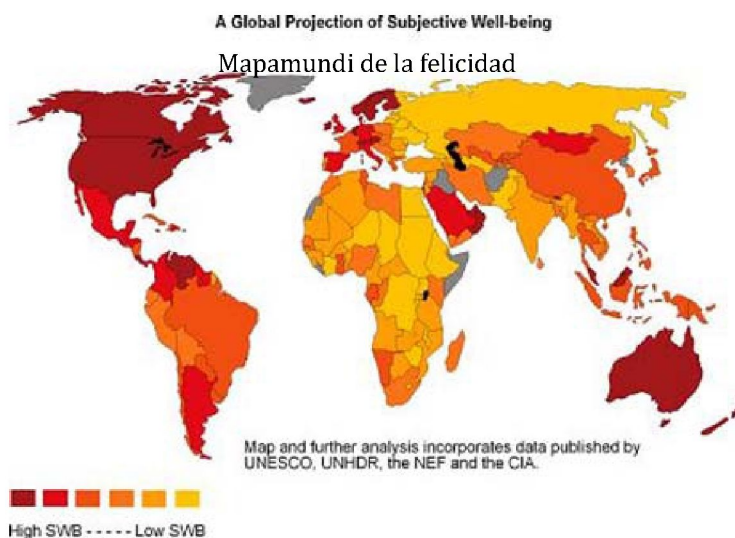 A Global Projection of Subjective Well-being
Mapamundi de la felicidad
Map and further analysis incorporates data published by
UNESCO, UNHDR, the NEF and the CIA.
High SWB - - - - - Low SWB